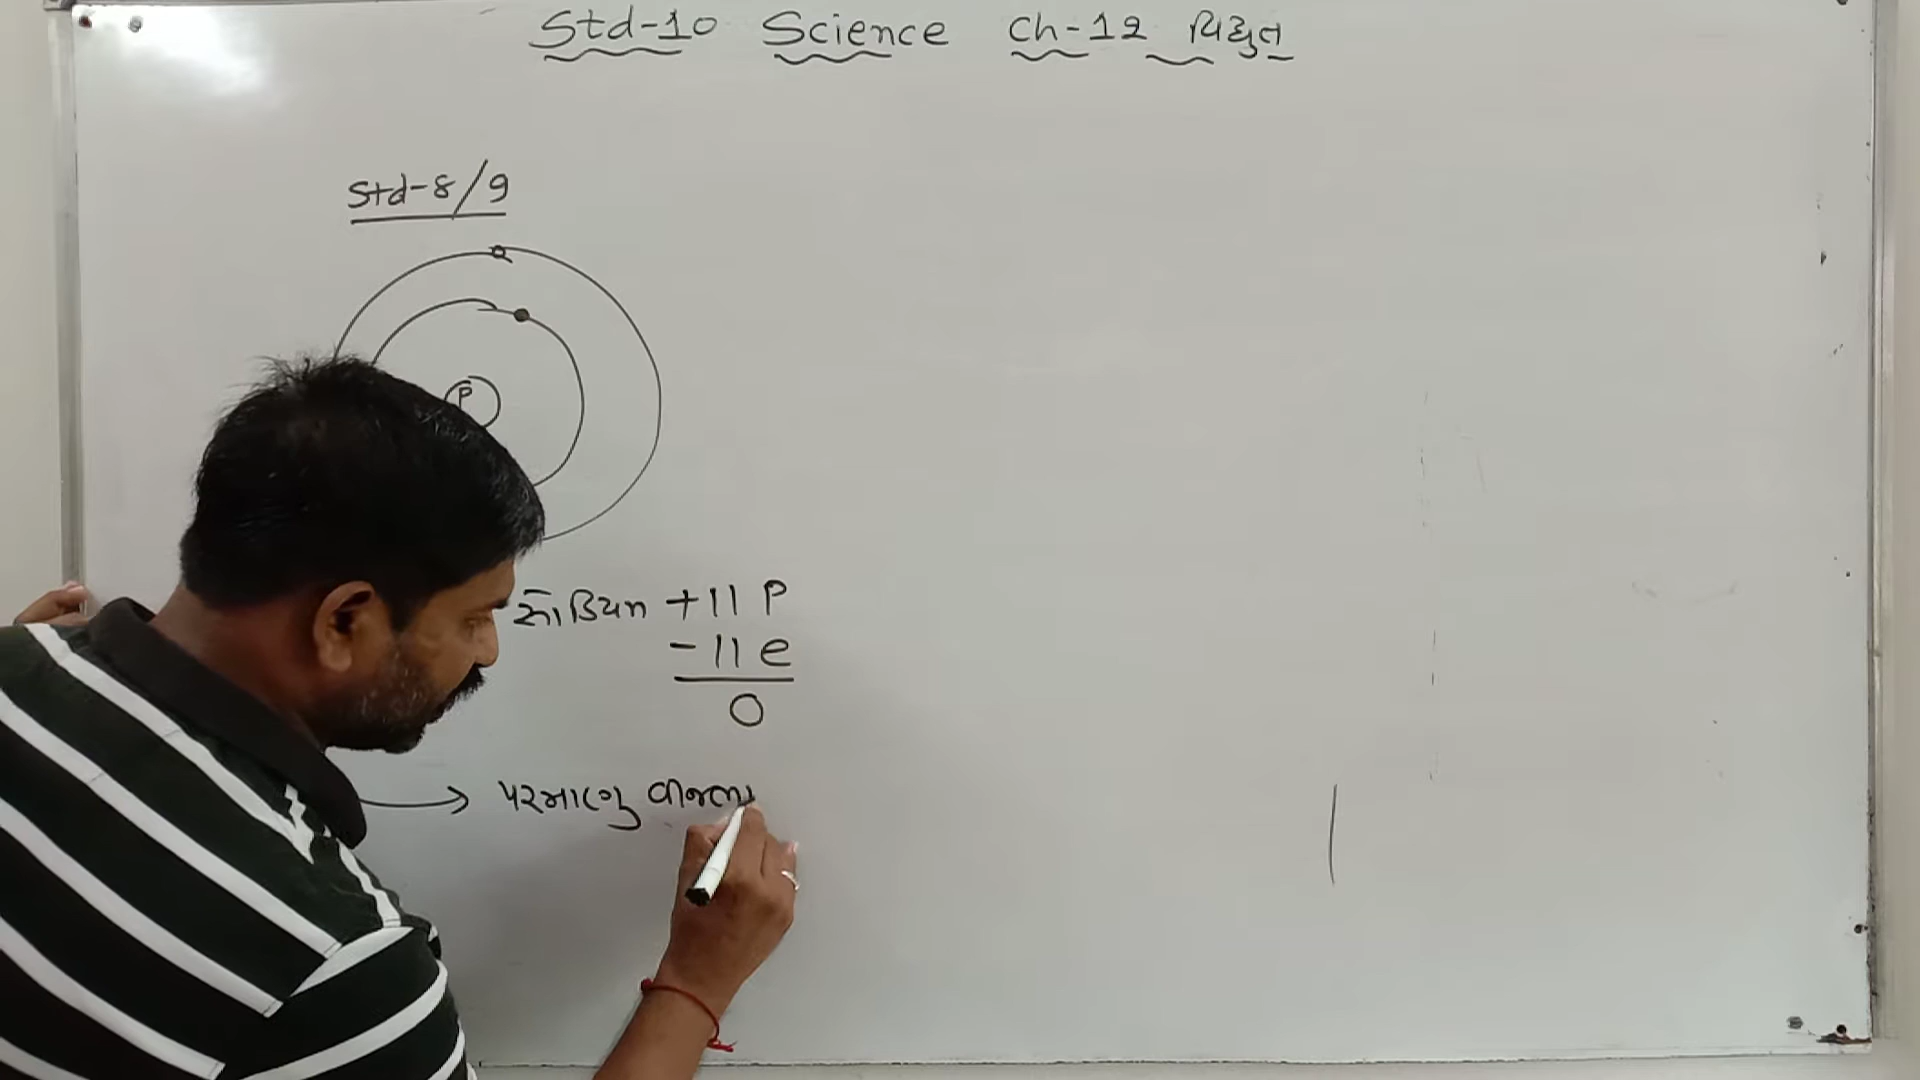 Std-10 Science Ch-12 વિદ્યુત
Std-8/9
P
સોડિયમ +11 P
-11 e
0
→ પરમાણુ વીજભા